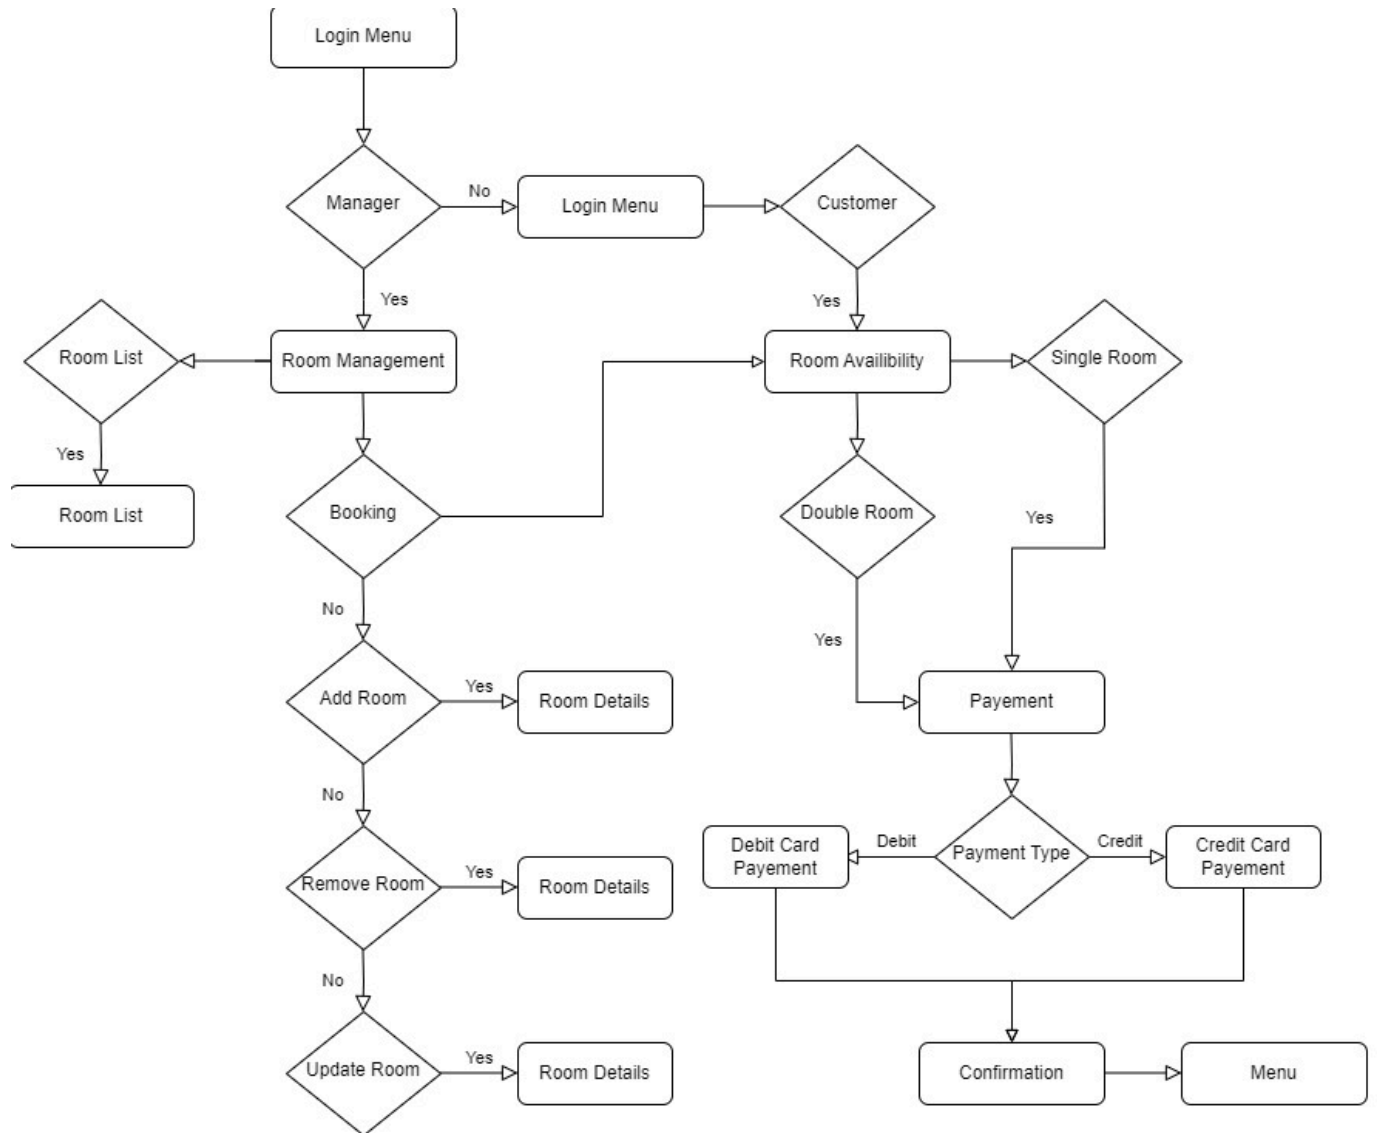 Login Menu
Manager
No
Login Menu
Customer
Yes
Yes
Room List
Room Management
Room Availibility
Single Room
Yes
Room List
Booking
Double Room
Yes
No
Yes
Add Room
Yes
Room Details
Payement
No
Remove Room
Yes
Room Details
Debit Card
Payement
Debit
Payment Type
Credit
Credit Card
Payement
No
Update Room
Yes
Room Details
Confirmation
Menu